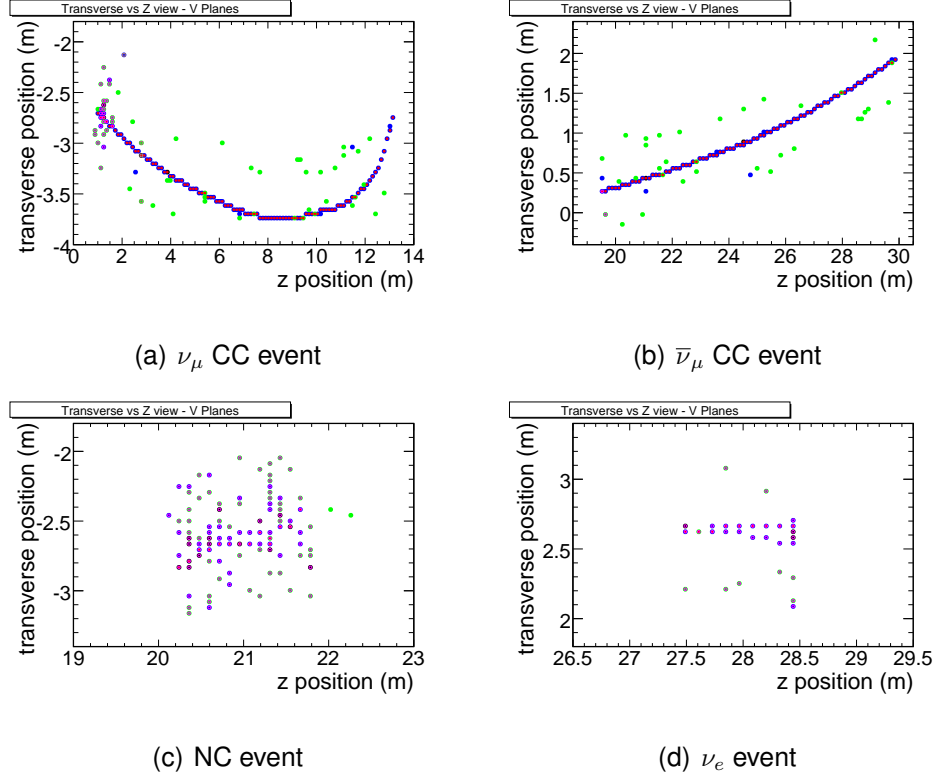 Transverse vs Z view - V Planes
transverse position (m)
-2
-2.5
-3
-3.5
-4
0 2 4 6 8 10 12 14
z position (m)
(a) νμ CC event
Transverse vs Z view - V Planes
transverse position (m)
2
1.5
1
0.5
0
20 22 24 26 28 30
z position (m)
(b) ν̅μ CC event
Transverse vs Z view - V Planes
transverse position (m)
-2
-2.5
-3
19 20 21 22 23
z position (m)
(c) NC event
Transverse vs Z view - V Planes
transverse position (m)
3
2.5
2
26.5 27 27.5 28 28.5 29 29.5
z position (m)
(d) νe event